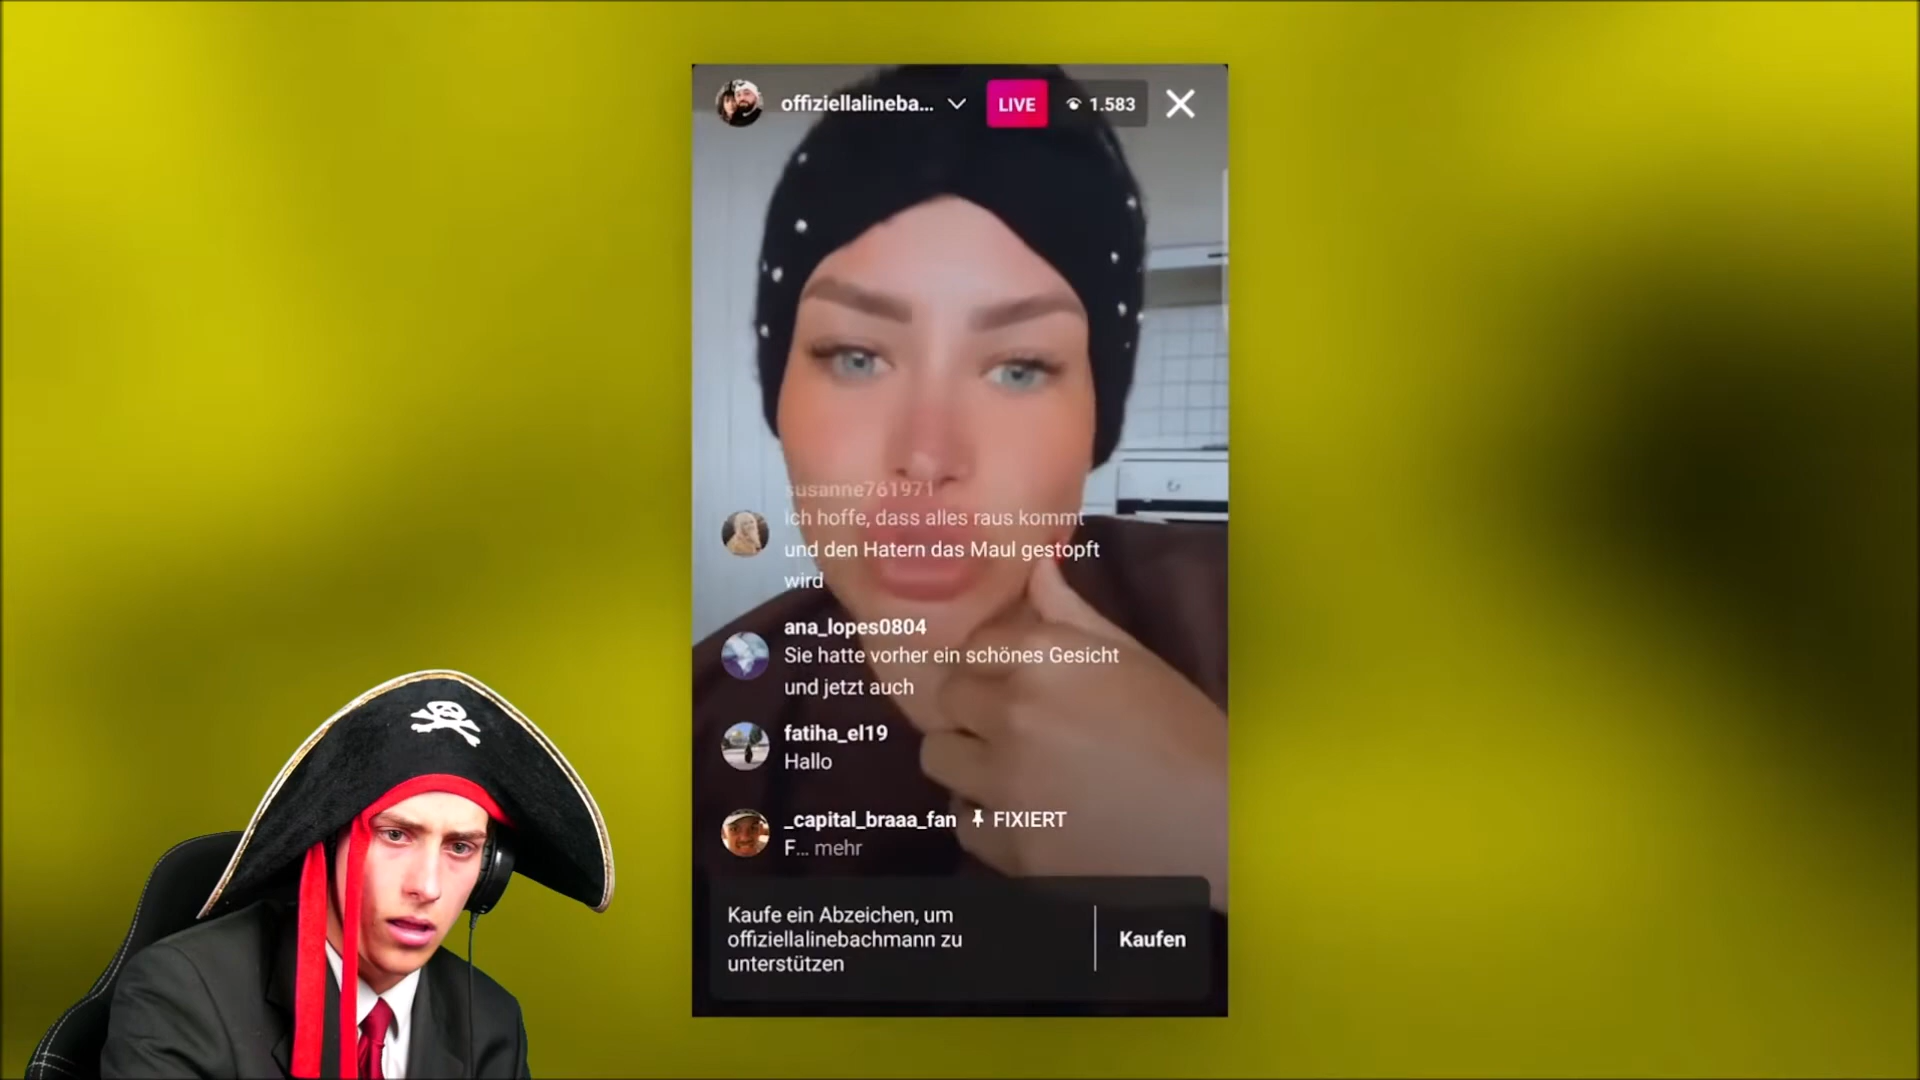 offiziellalineba...
LIVE
1.583
susanne761971
Ich hoffe, dass alles raus kommt
und den Hatern das Maul gestopft
wird
ana_lopes0804
Sie hatte vorher ein schönes Gesicht
und jetzt auch
fatiha_el19
Hallo
_capital_braaa_fan FIXIERT
F... mehr
Kaufe ein Abzeichen, um
offiziellalinebachmann zu
unterstützen
Kaufen